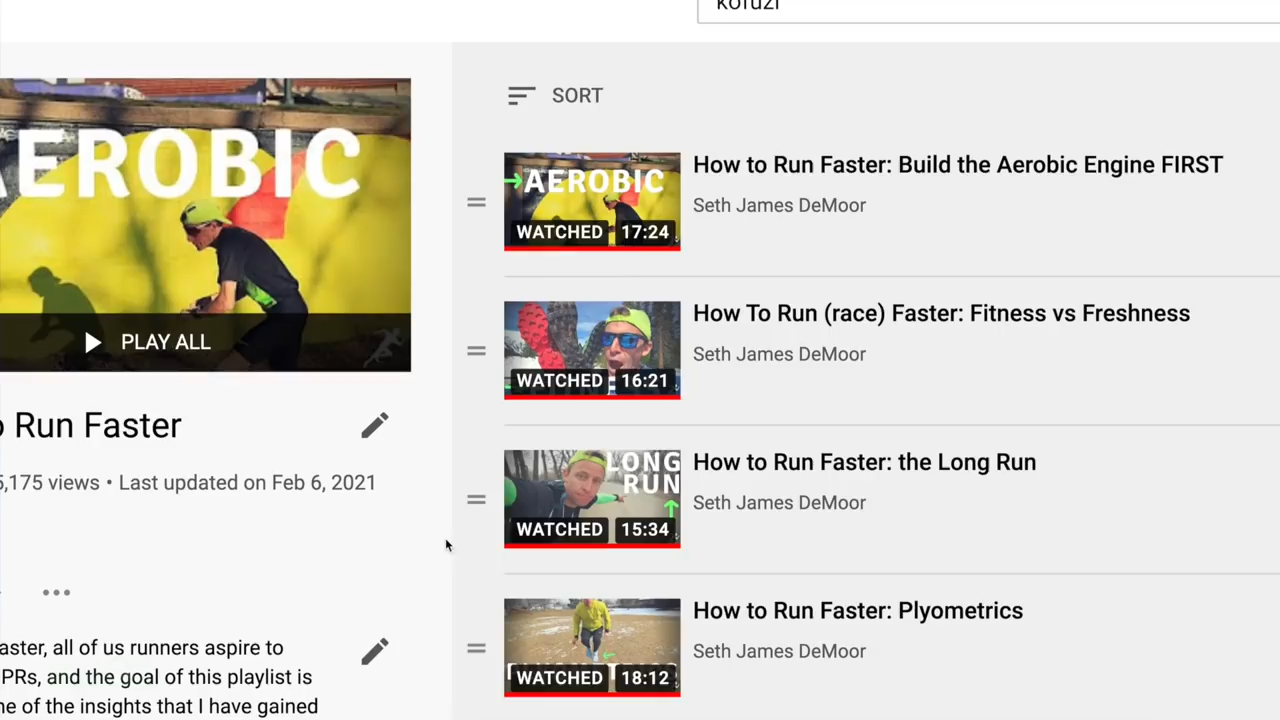 kofuzi
AEROBIC
PLAY ALL
Run Faster
5,175 views • Last updated on Feb 6, 2021
aster, all of us runners aspire to
PRs, and the goal of this playlist is
ne of the insights that I have gained
SORT
AEROBIC
WATCHED 17:24
How to Run Faster: Build the Aerobic Engine FIRST
Seth James DeMoor
WATCHED 16:21
How To Run (race) Faster: Fitness vs Freshness
Seth James DeMoor
LONG
RUN
WATCHED 15:34
How to Run Faster: the Long Run
Seth James DeMoor
WATCHED 18:12
How to Run Faster: Plyometrics
Seth James DeMoor